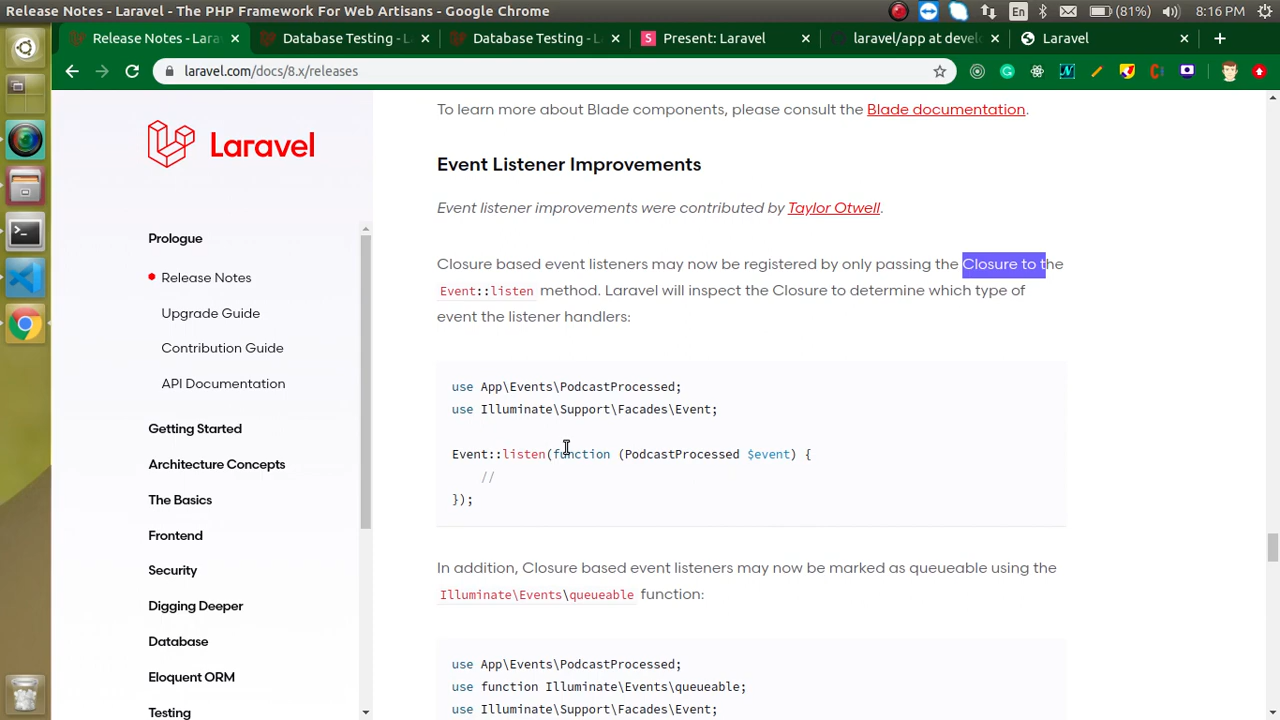 Release Notes - Laravel - The PHP Framework For Web Artisans - Google Chrome
En
(81%)
8:16 PM
Release Notes - Lara
Database Testing - L
Database Testing - L
Present: Laravel
laravel/app at devel
Laravel
laravel.com/docs/8.x/releases
Laravel
Prologue
Release Notes
Upgrade Guide
Contribution Guide
API Documentation
Getting Started
Architecture Concepts
The Basics
Frontend
Security
Digging Deeper
Database
Eloquent ORM
Testing
To learn more about Blade components, please consult the Blade documentation.
Event Listener Improvements
Event listener improvements were contributed by Taylor Otwell.
Closure based event listeners may now be registered by only passing the Closure to the
Event::listen method. Laravel will inspect the Closure to determine which type of
event the listener handlers:
use App\Events\PodcastProcessed;
use Illuminate\Support\Facades\Event;
Event::listen(function (PodcastProcessed $event) {
//
});
In addition, Closure based event listeners may now be marked as queueable using the
Illuminate\Events\queueable function:
use App\Events\PodcastProcessed;
use function Illuminate\Events\queueable;
use Illuminate\Support\Facades\Event;